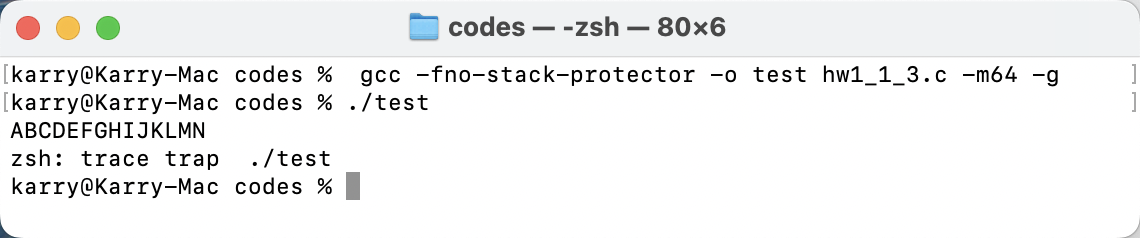 codes — -zsh — 80×6
[karry@Karry-Mac codes %  gcc -fno-stack-protector -o test hw1_1_3.c -m64 -g ]
[karry@Karry-Mac codes % ./test ]
ABCDEFGHIJKLMN
zsh: trace trap  ./test
karry@Karry-Mac codes %